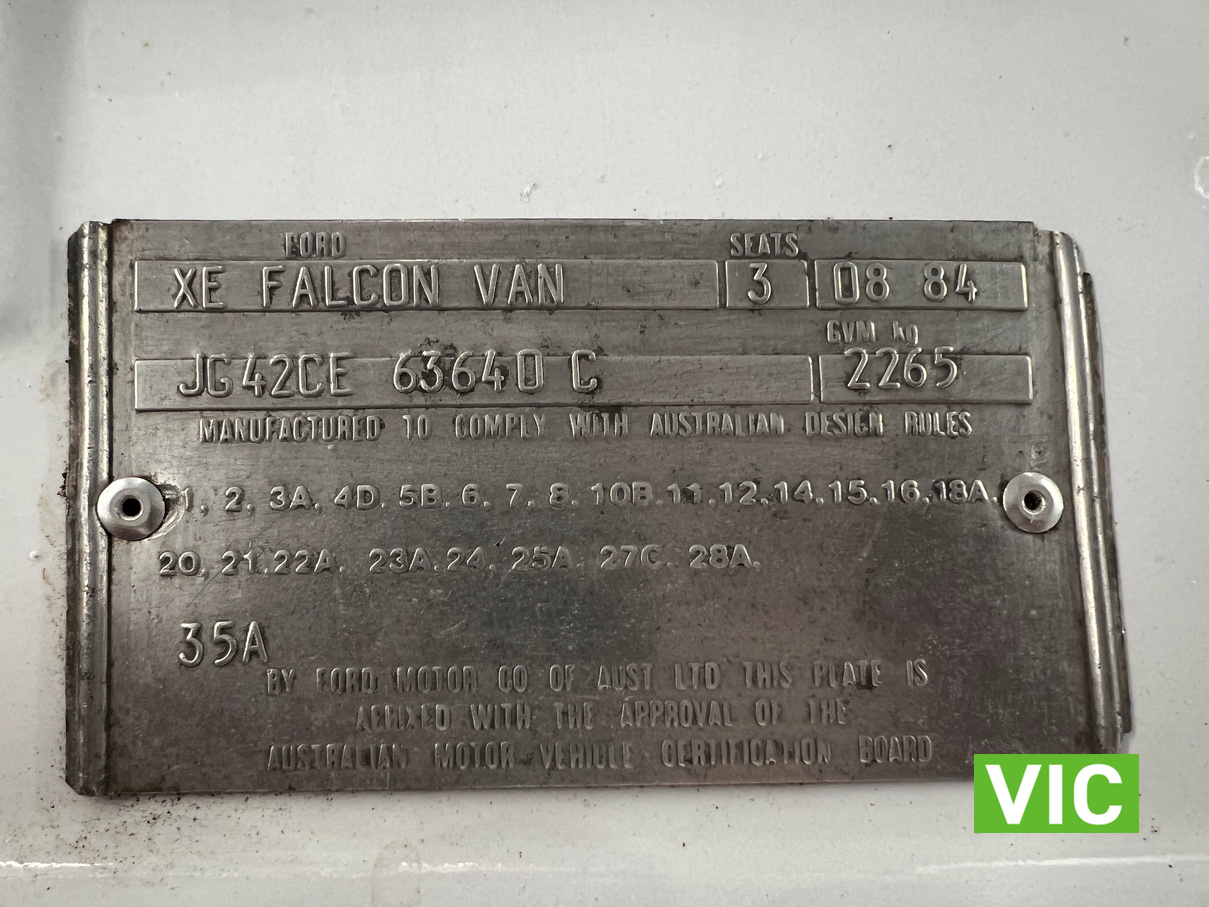 FORD SEATS
XE FALCON VAN 3 08 84
GVM kg
JG42CE 63640 C 2265
MANUFACTURED TO COMPLY WITH AUSTRALIAN DESIGN RULES
1, 2, 3A, 4D, 5B, 6, 7, 8, 10B, 11, 12, 14, 15, 16, 18A,
20, 21, 22A, 23A, 24, 25A, 27C, 28A,
35A
BY FORD MOTOR CO OF AUST LTD THIS PLATE IS
AFFIXED WITH THE APPROVAL OF THE
AUSTRALIAN MOTOR VEHICLE CERTIFICATION BOARD
VIC